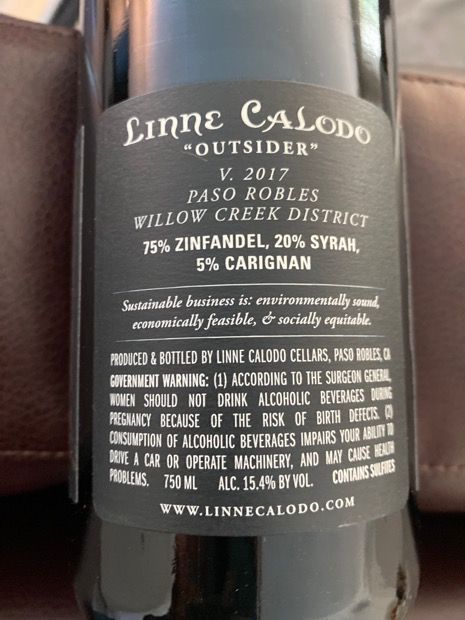 Linne Calodo
"OUTSIDER"
V. 2017
PASO ROBLES
WILLOW CREEK DISTRICT
75% ZINFANDEL, 20% SYRAH,
5% CARIGNAN
Sustainable business is: environmentally sound,
economically feasible, & socially equitable.
PRODUCED & BOTTLED BY LINNE CALODO CELLARS, PASO ROBLES, CA
GOVERNMENT WARNING: (1) ACCORDING TO THE SURGEON GENERAL,
WOMEN SHOULD NOT DRINK ALCOHOLIC BEVERAGES DURING
PREGNANCY BECAUSE OF THE RISK OF BIRTH DEFECTS. (2)
CONSUMPTION OF ALCOHOLIC BEVERAGES IMPAIRS YOUR ABILITY TO
DRIVE A CAR OR OPERATE MACHINERY, AND MAY CAUSE HEALTH
PROBLEMS. 750 ML ALC. 15.4% BY VOL. CONTAINS SULFITES
WWW.LINNECALODO.COM